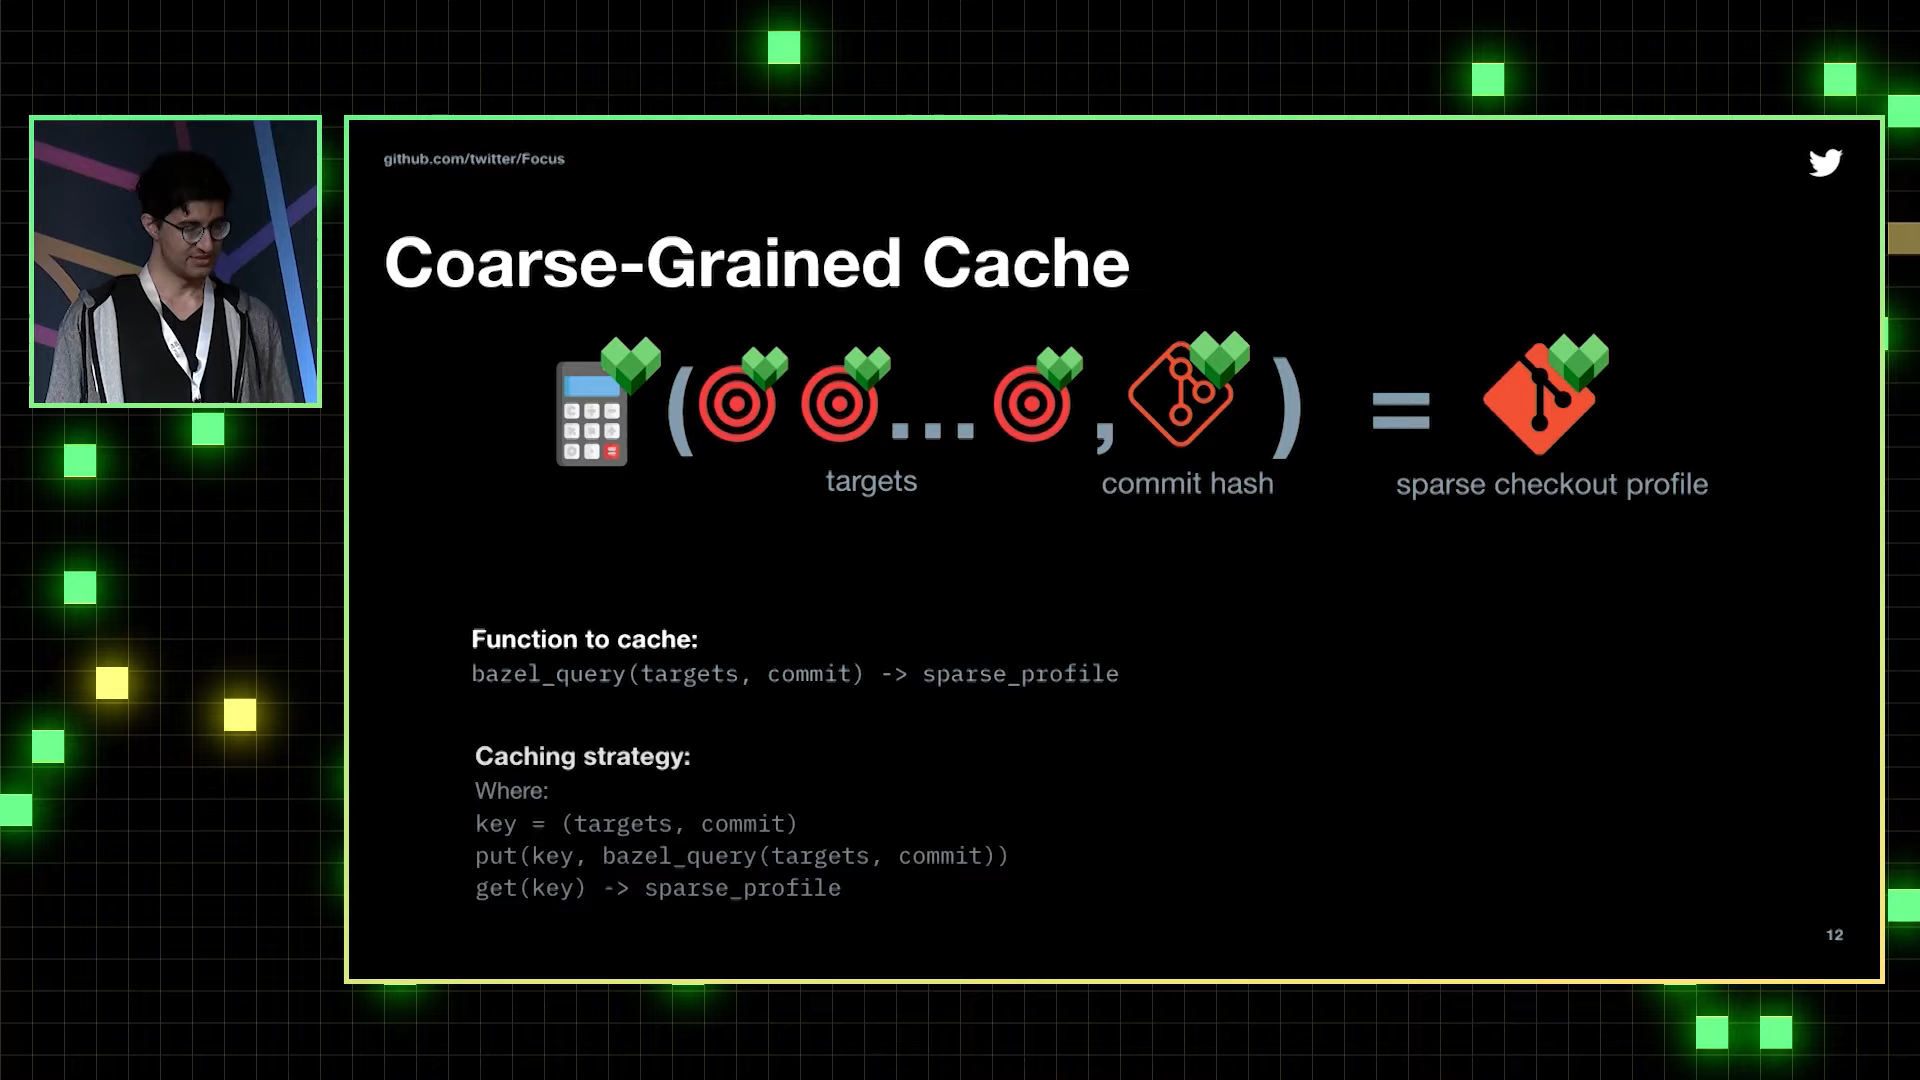 github.com/twitter/Focus
Coarse-Grained Cache
( ... , ) =
targets
commit hash
sparse checkout profile
Function to cache:
bazel_query(targets, commit) -> sparse_profile
Caching strategy:
Where:
key = (targets, commit)
put(key, bazel_query(targets, commit))
get(key) -> sparse_profile
12